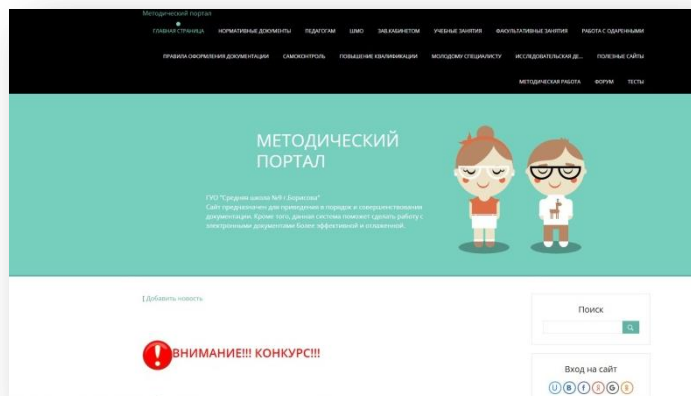 Методический портал
ГЛАВНАЯ СТРАНИЦА НОРМАТИВНЫЕ ДОКУМЕНТЫ ПЕДАГОГАМ ШМО ЗАВ.КАБИНЕТОМ УЧЕБНЫЕ ЗАНЯТИЯ ФАКУЛЬТАТИВНЫЕ ЗАНЯТИЯ РАБОТА С ОДАРЕННЫМИ
ПРАВИЛА ОФОРМЛЕНИЯ ДОКУМЕНТАЦИИ САМОКОНТРОЛЬ ПОВЫШЕНИЕ КВАЛИФИКАЦИИ МОЛОДОМУ СПЕЦИАЛИСТУ ИССЛЕДОВАТЕЛЬСКАЯ ДЕ... ПОЛЕЗНЫЕ САЙТЫ
МЕТОДИЧЕСКАЯ РАБОТА ФОРУМ ТЕСТЫ
МЕТОДИЧЕСКИЙ
ПОРТАЛ
ГУО "Средняя школа №9 г.Борисова"
Сайт предназначен для приведения в порядок и совершенствования
документации. Кроме того, данная система поможет сделать работу с
электронными документами более эффективной и отлаженной.
[ Добавить новость
Поиск
ВНИМАНИЕ!!! КОНКУРС!!!
Вход на сайт